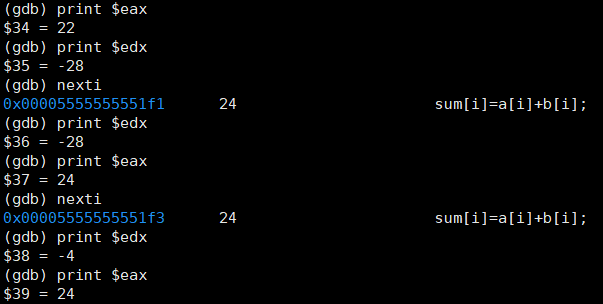 (gdb) print $eax
$34 = 22
(gdb) print $edx
$35 = -28
(gdb) nexti
0x00005555555551f1      24                      sum[i]=a[i]+b[i];
(gdb) print $edx
$36 = -28
(gdb) print $eax
$37 = 24
(gdb) nexti
0x00005555555551f3      24                      sum[i]=a[i]+b[i];
(gdb) print $edx
$38 = -4
(gdb) print $eax
$39 = 24